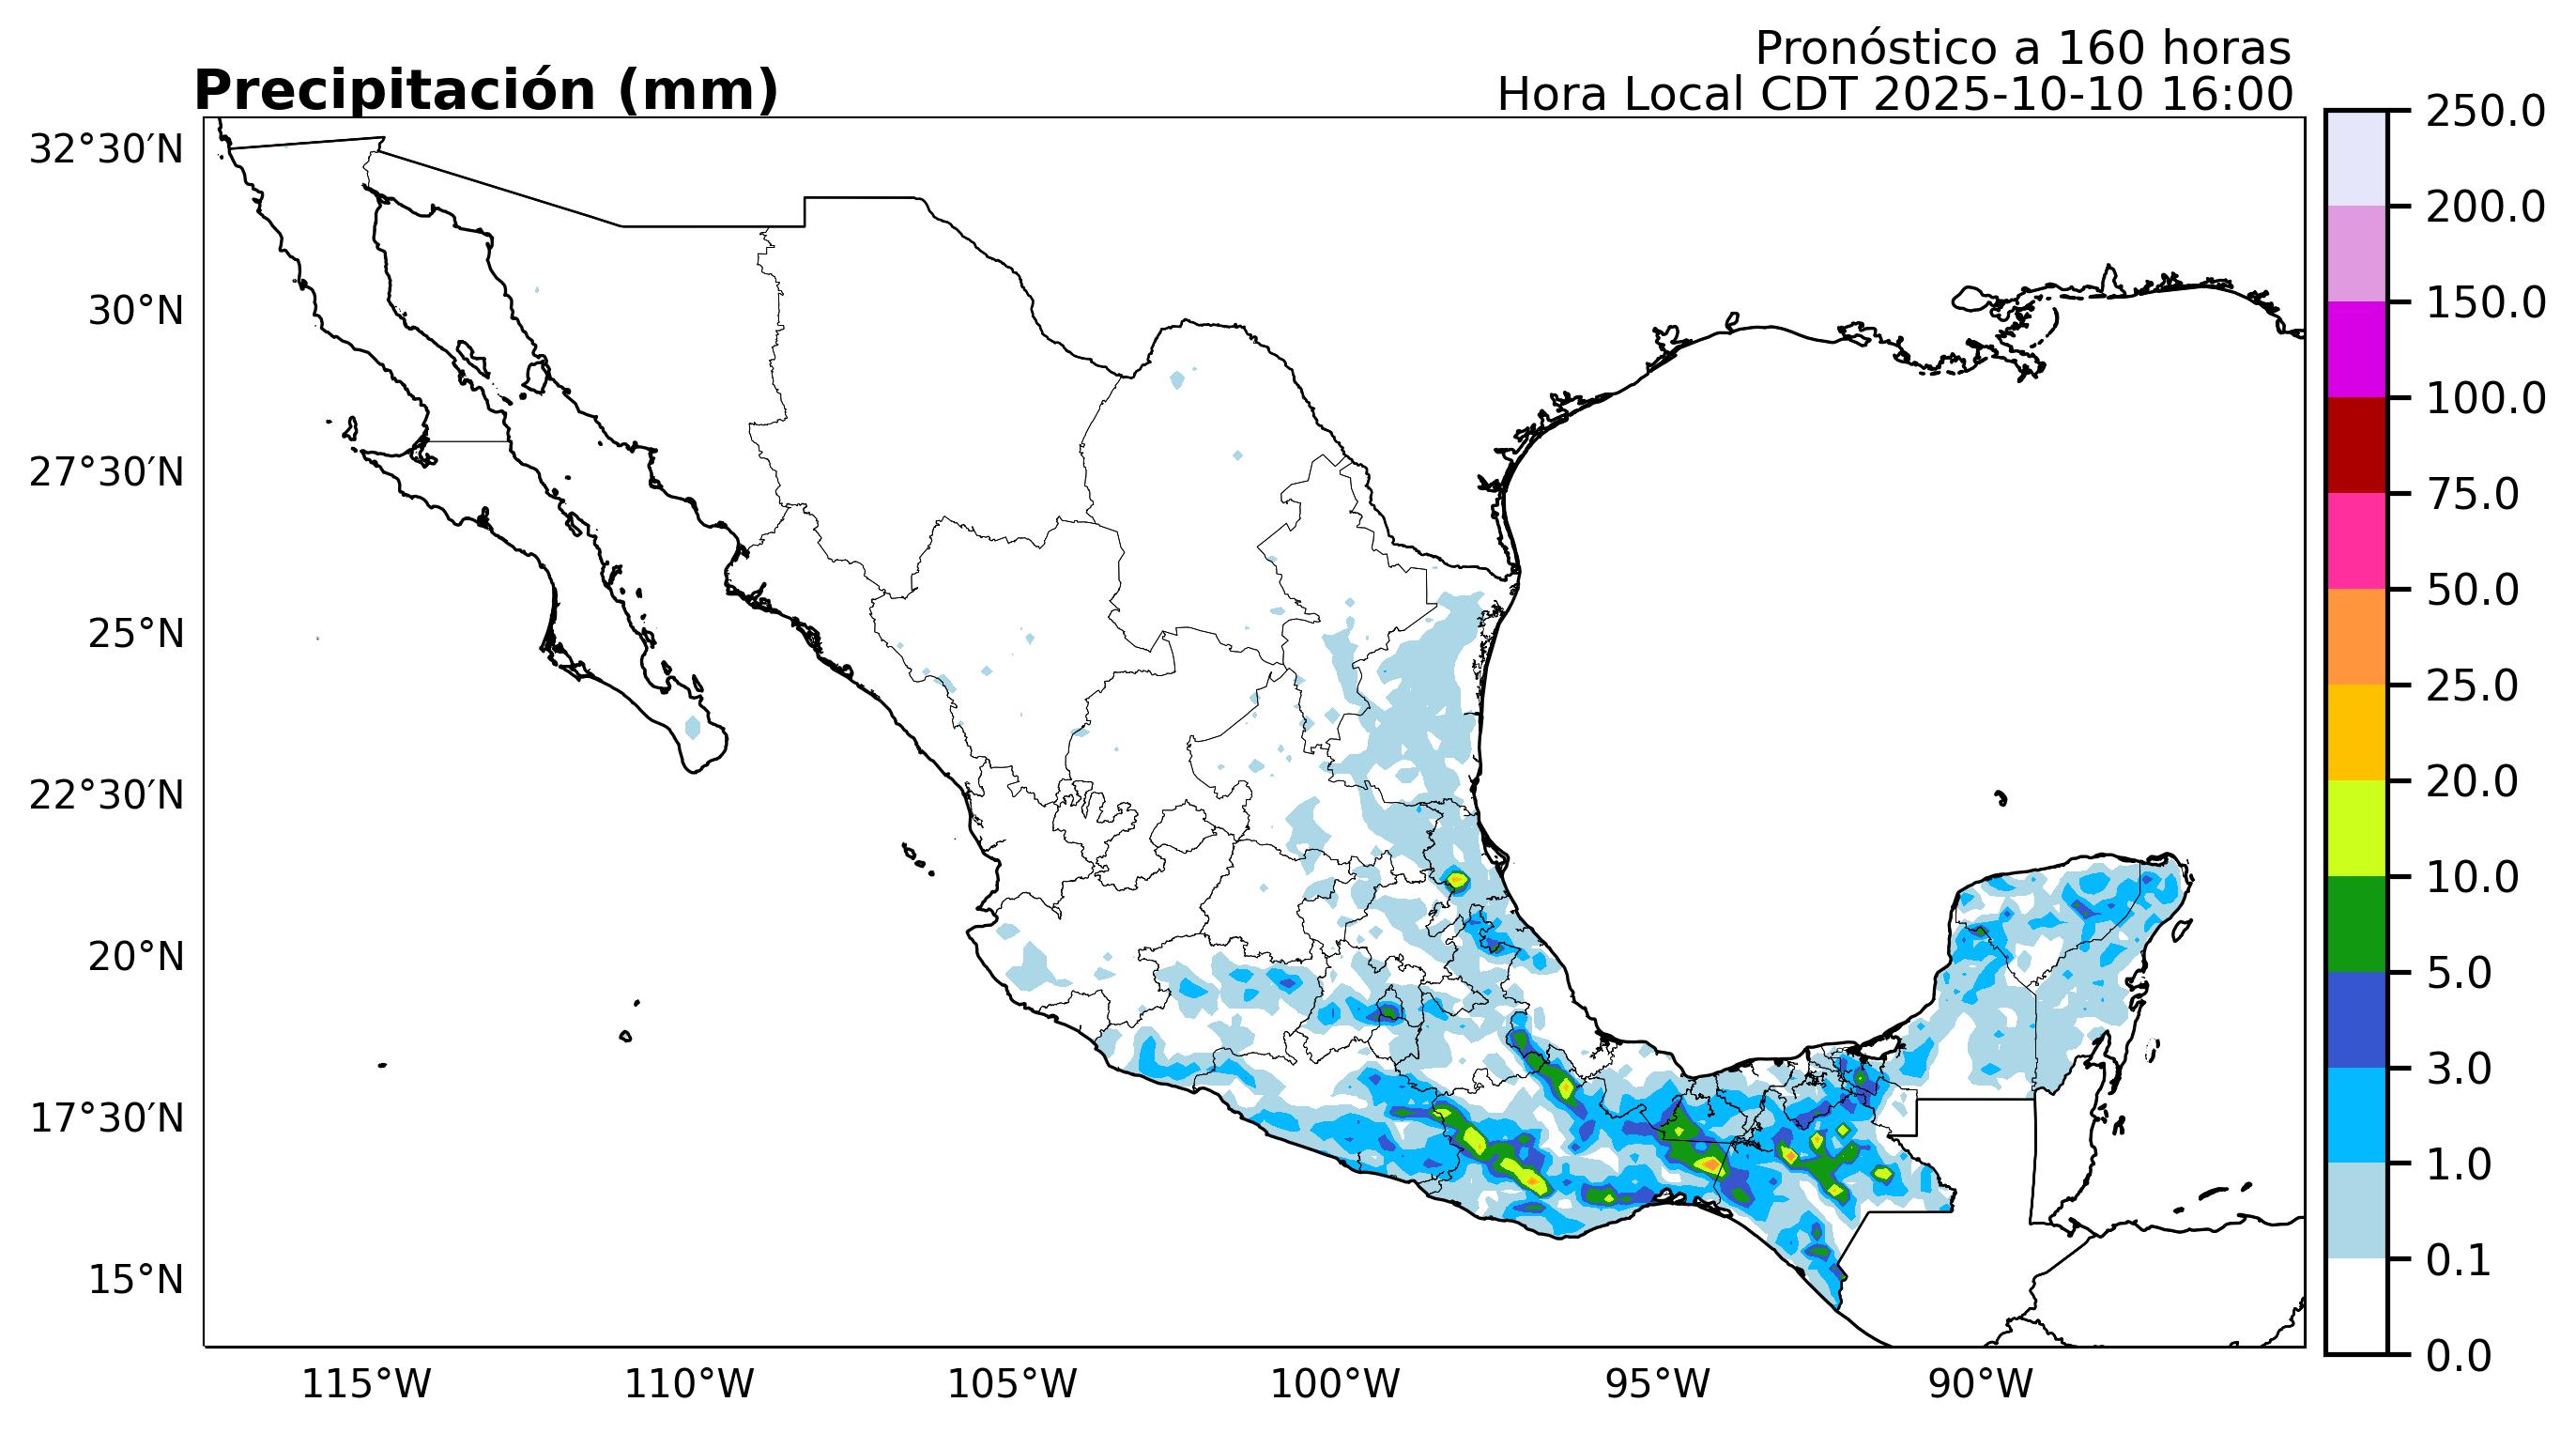 Pronóstico a 160 horas
Precipitación (mm)
Hora Local CDT 2025-10-10 16:00
32°30′N
30°N
27°30′N
25°N
22°30′N
20°N
17°30′N
15°N
115°W
110°W
105°W
100°W
95°W
90°W
250.0
200.0
150.0
100.0
75.0
50.0
25.0
20.0
10.0
5.0
3.0
1.0
0.1
0.0